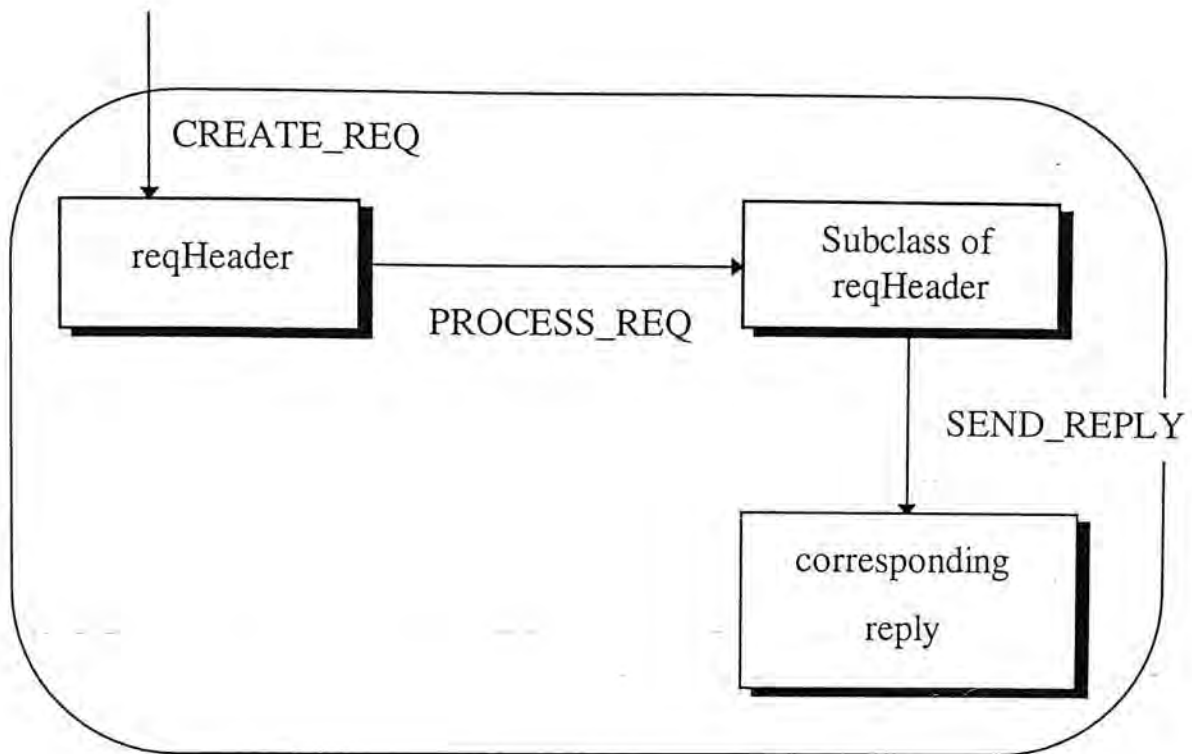 CREATE_REQ
reqHeader
Subclass of
reqHeader
PROCESS_REQ
SEND_REPLY
corresponding
reply